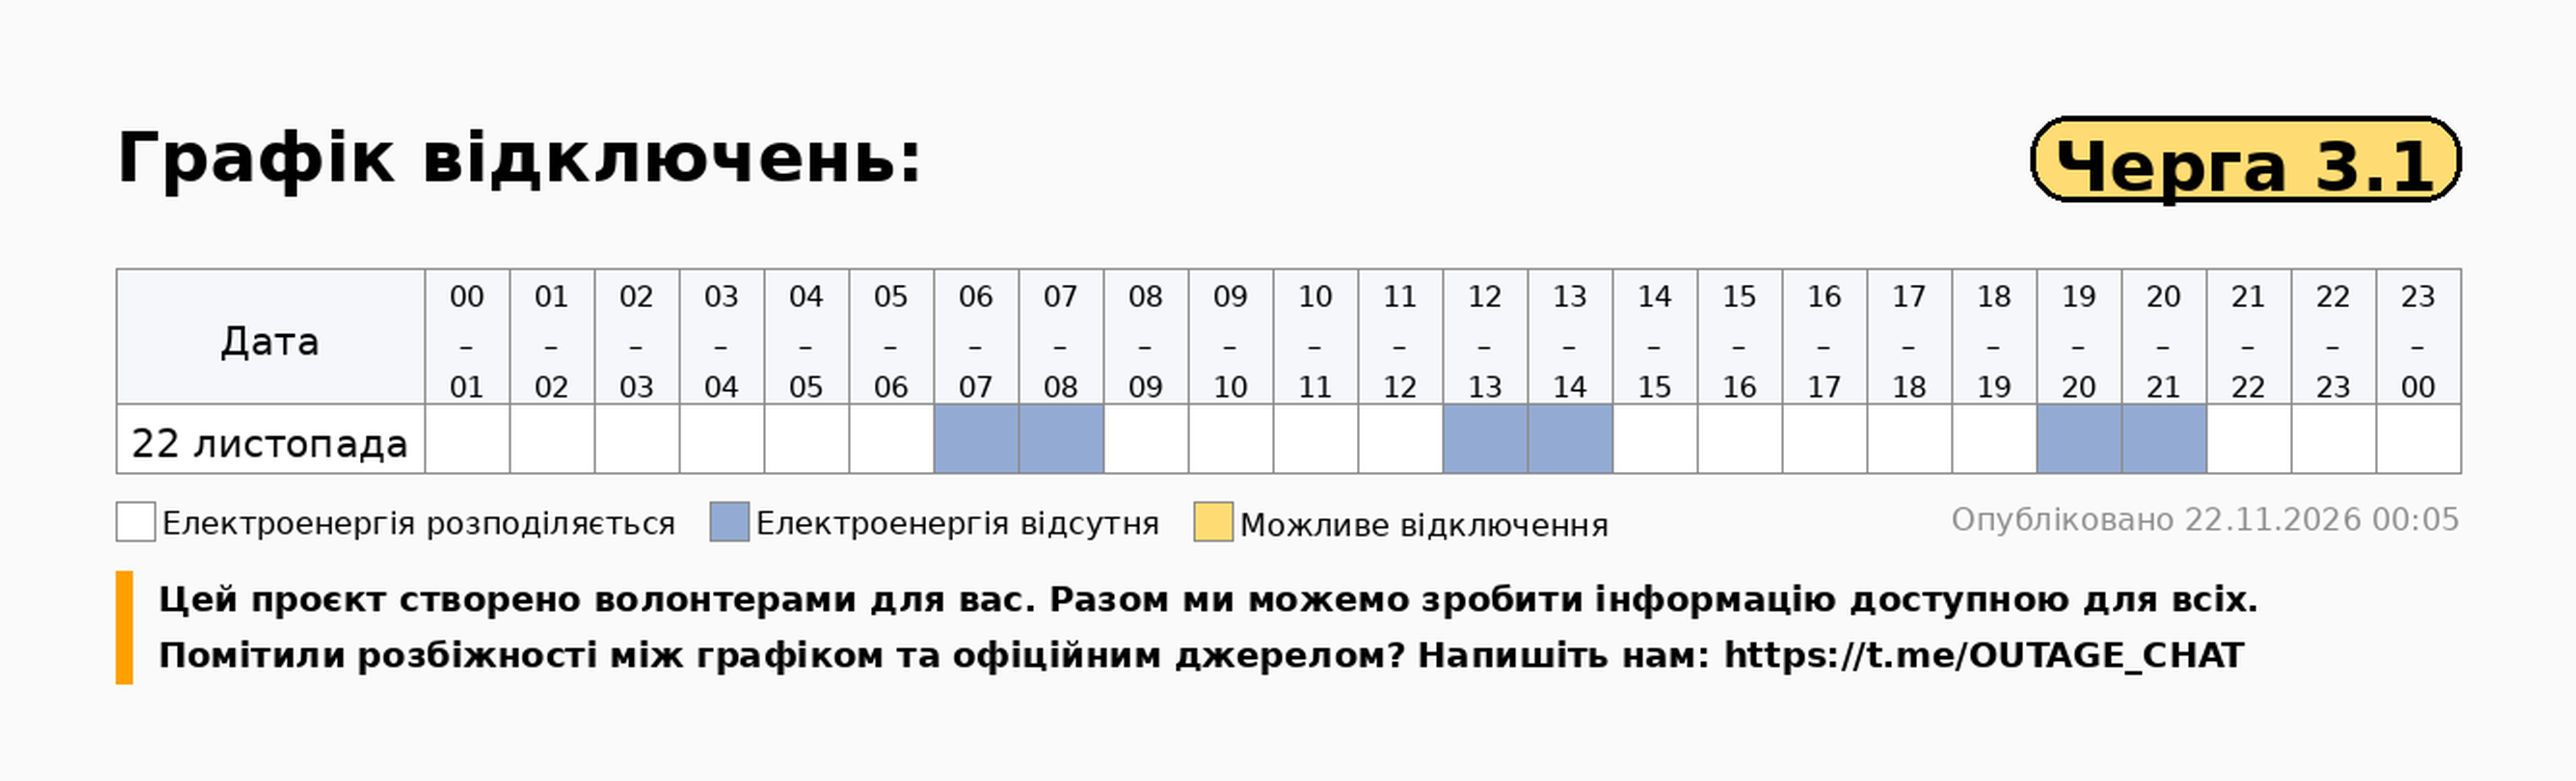 Графік відключень:
Черга 3.1
Дата 00 – 01 01 – 02 02 – 03 03 – 04 04 – 05 05 – 06 06 – 07 07 – 08 08 – 09 09 – 10 10 – 11 11 – 12 12 – 13 13 – 14 14 – 15 15 – 16 16 – 17 17 – 18 18 – 19 19 – 20 20 – 21 21 – 22 22 – 23 23 – 00
22 листопада
Електроенергія розподіляється Електроенергія відсутня Можливе відключення
Опубліковано 22.11.2026 00:05
Цей проєкт створено волонтерами для вас. Разом ми можемо зробити інформацію доступною для всіх.
Помітили розбіжності між графіком та офіційним джерелом? Напишіть нам: https://t.me/OUTAGE_CHAT